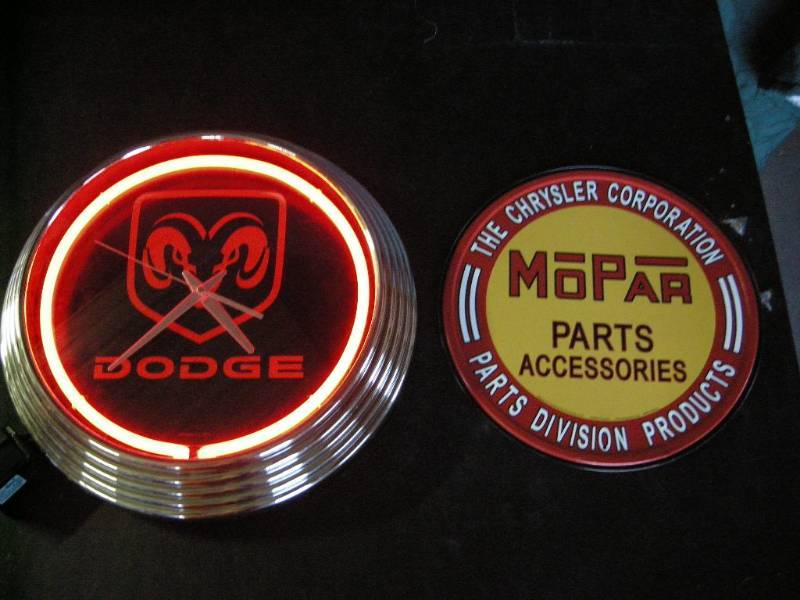 DODGE
THE CHRYSLER CORPORATION
MOPAR
PARTS
ACCESSORIES
PARTS DIVISION PRODUCTS